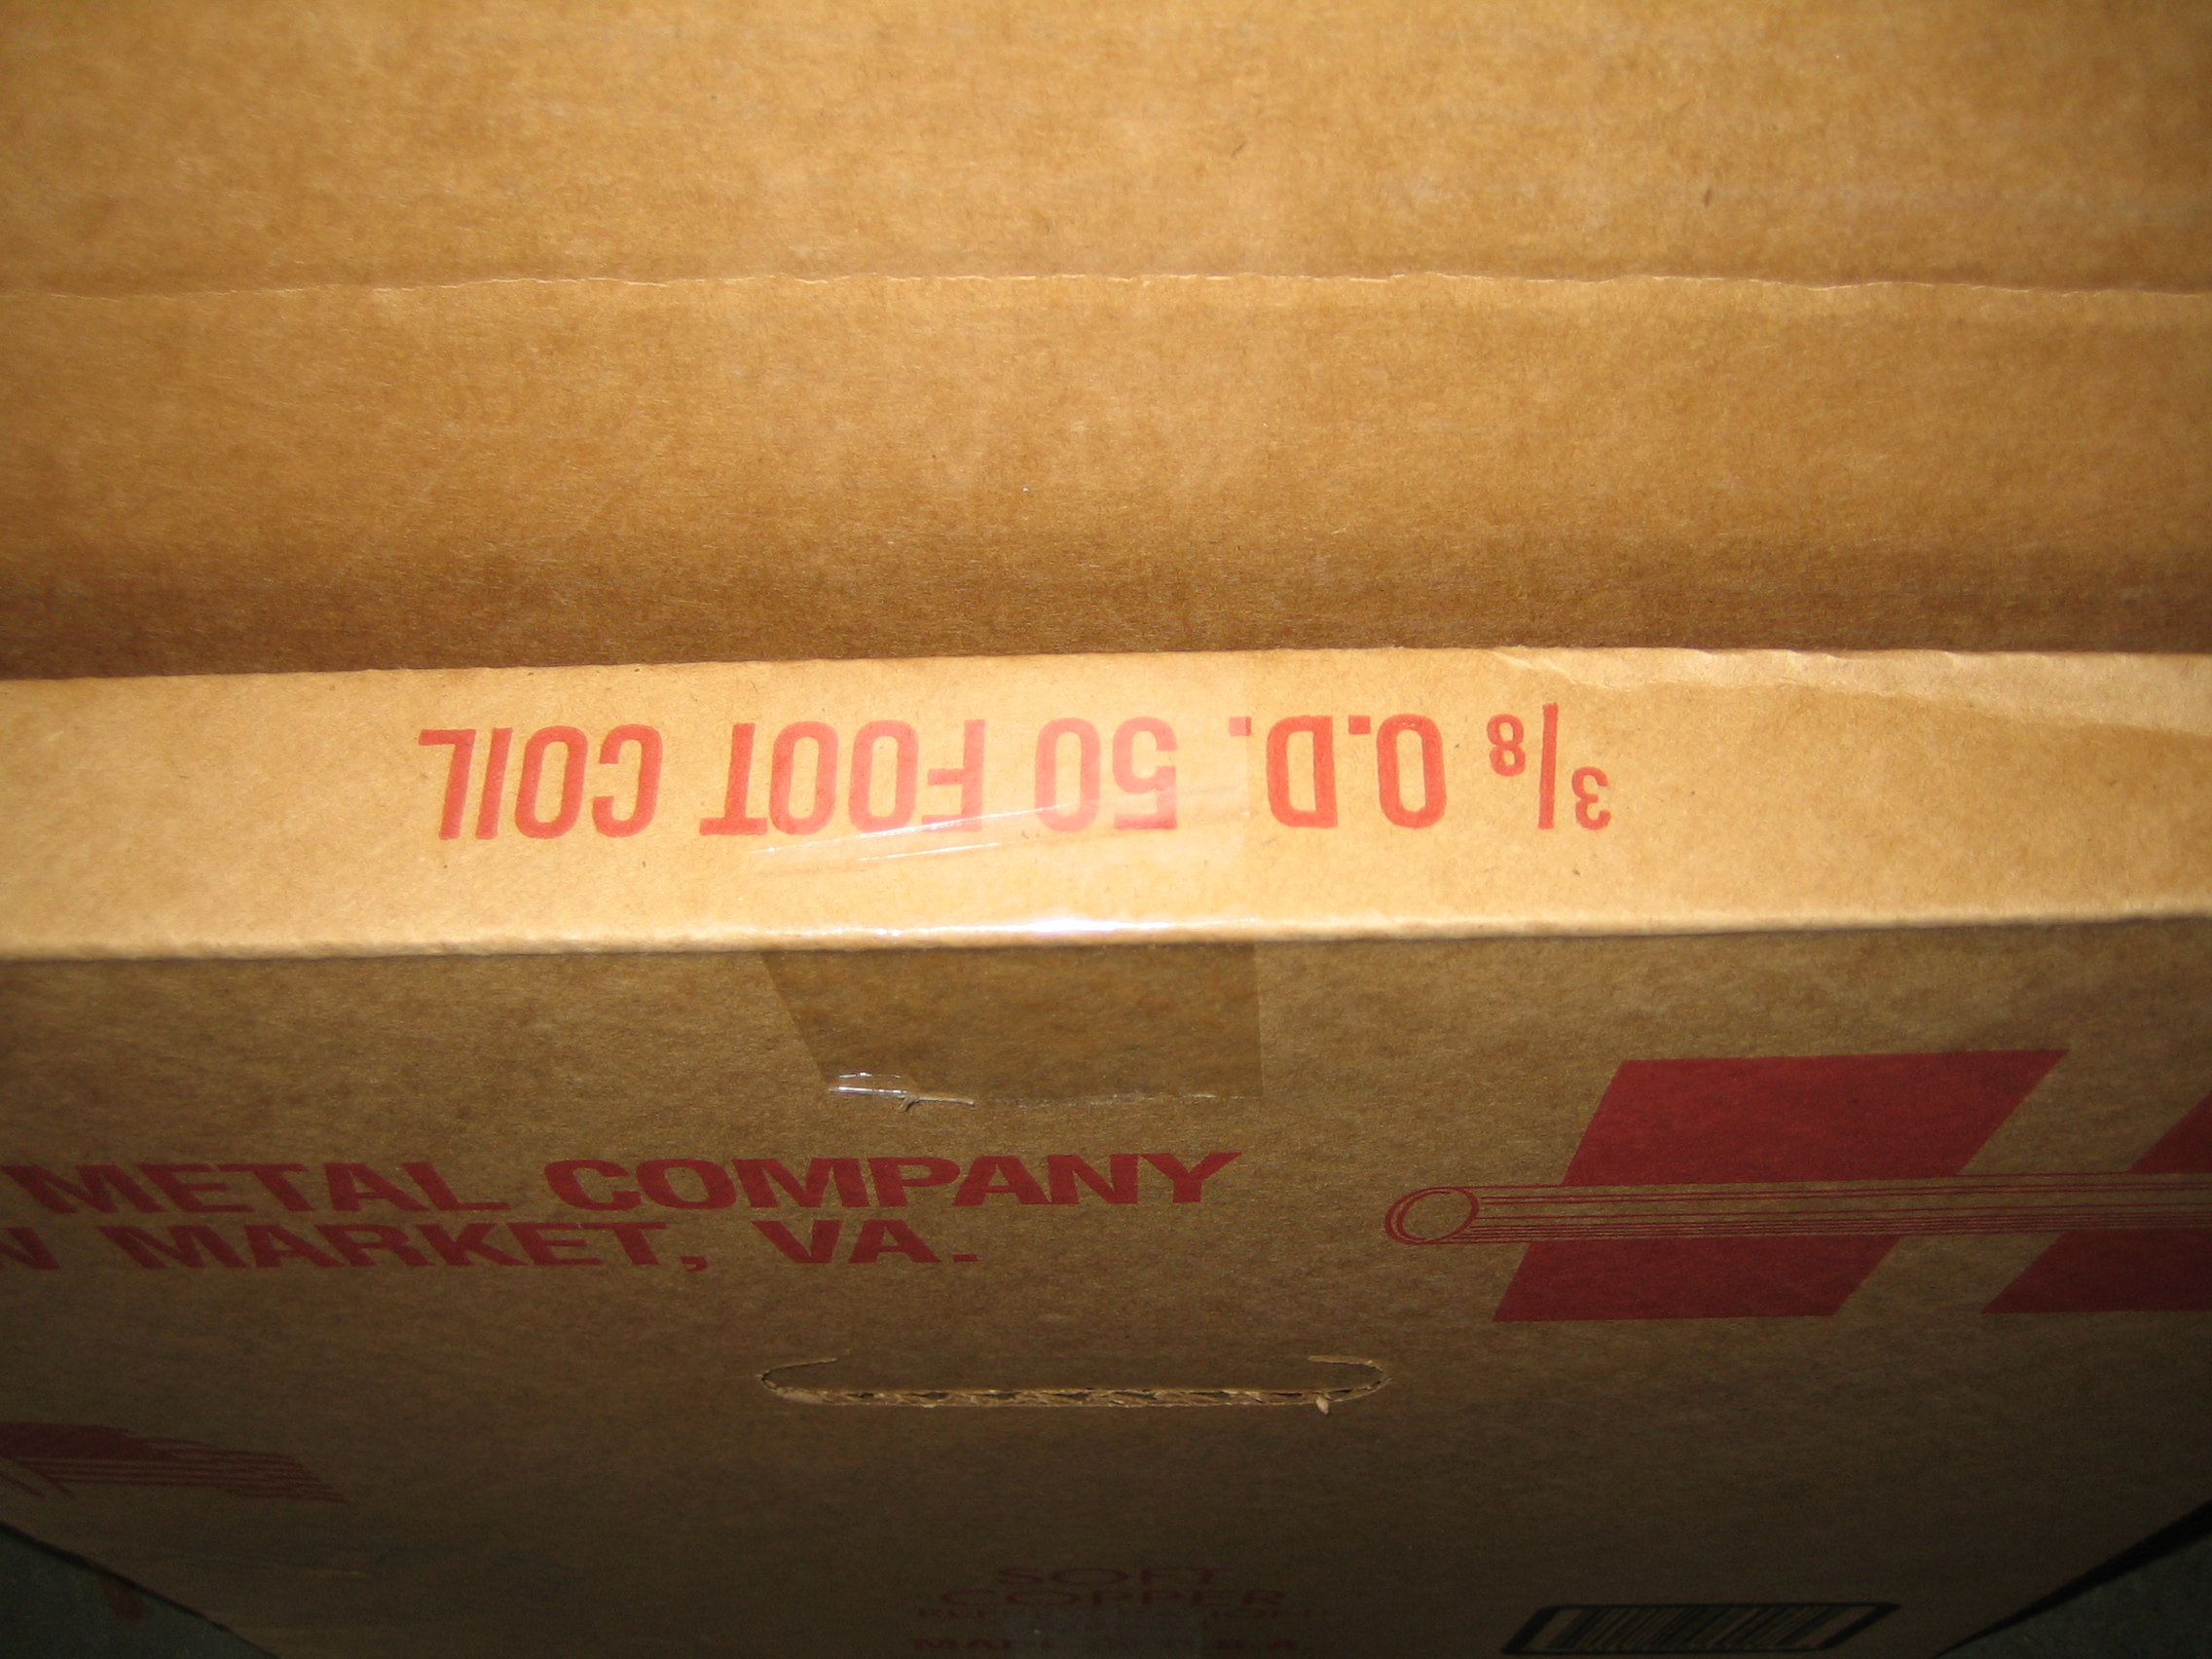 3/8 O.D. 50 FOOT COIL
METAL COMPANY
MARKET, VA.
SOFT
COPPER